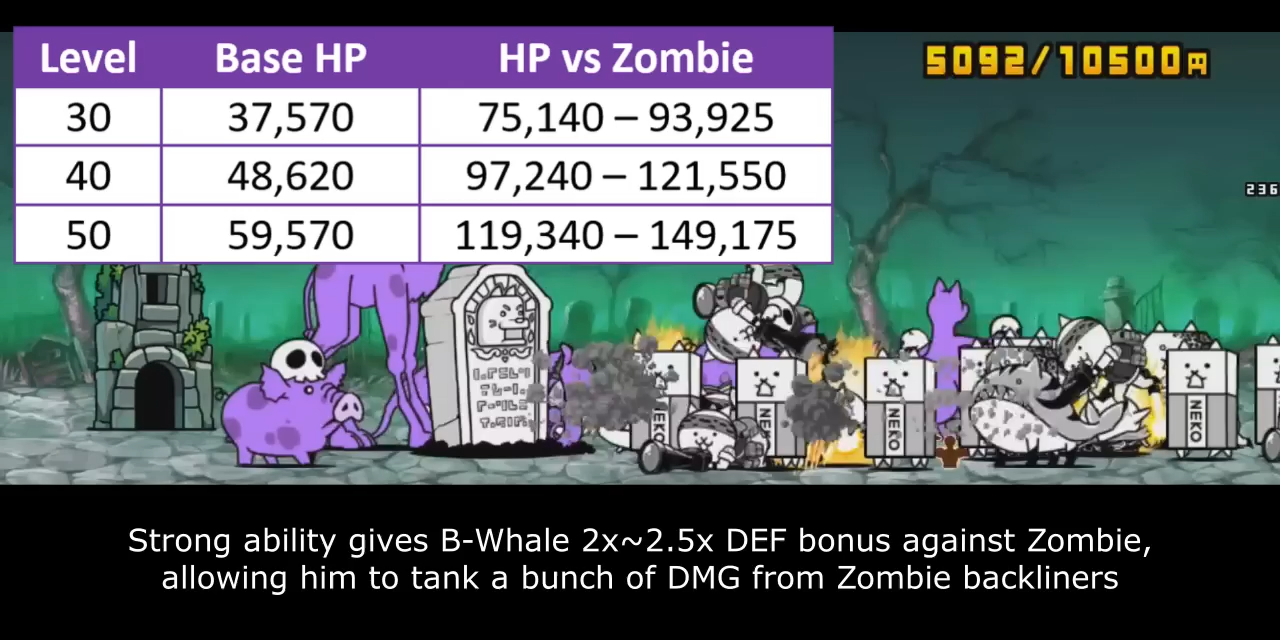 Level Base HP HP vs Zombie
30 37,570 75,140 – 93,925
40 48,620 97,240 – 121,550
50 59,570 119,340 – 149,175
5092/10500円
236
NEKO
NEKO
NEKO
Strong ability gives B-Whale 2x~2.5x DEF bonus against Zombie,
allowing him to tank a bunch of DMG from Zombie backliners